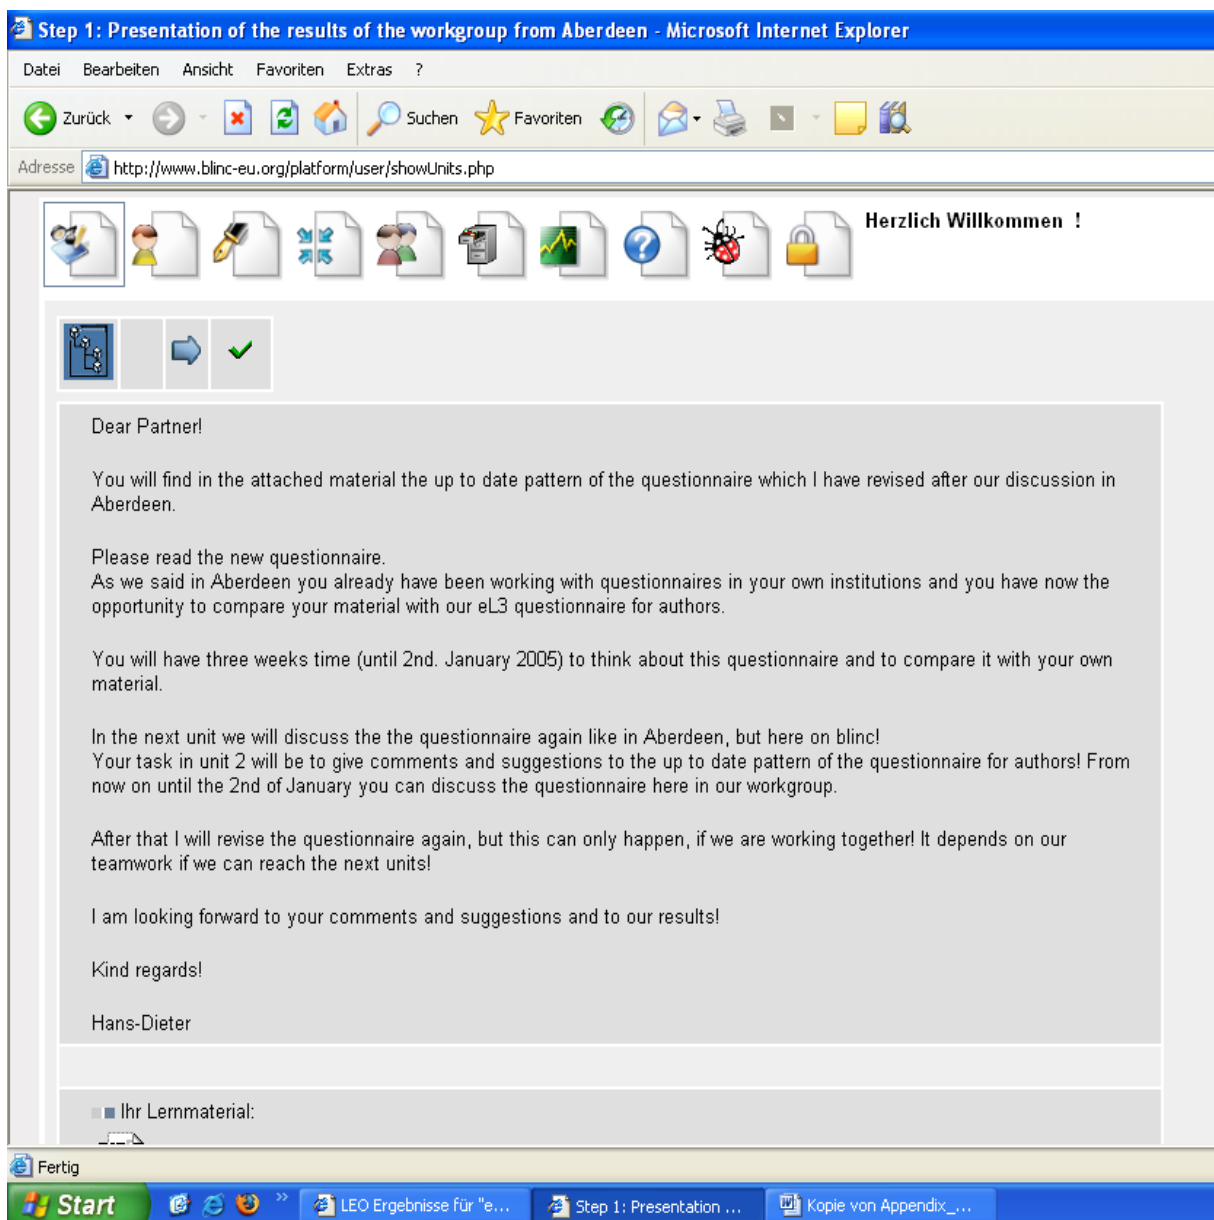 Step 1: Presentation of the results of the workgroup from Aberdeen - Microsoft Internet Explorer
Datei Bearbeiten Ansicht Favoriten Extras ?
Zurück Suchen Favoriten
Adresse http://www.blinc-eu.org/platform/user/showUnits.php
Herzlich Willkommen !
Dear Partner!
You will find in the attached material the up to date pattern of the questionnaire which I have revised after our discussion in
Aberdeen.
Please read the new questionnaire.
As we said in Aberdeen you already have been working with questionnaires in your own institutions and you have now the
opportunity to compare your material with our eL3 questionnaire for authors.
You will have three weeks time (until 2nd. January 2005) to think about this questionnaire and to compare it with your own
material.
In the next unit we will discuss the the questionnaire again like in Aberdeen, but here on blinc!
Your task in unit 2 will be to give comments and suggestions to the up to date pattern of the questionnaire for authors! From
now on until the 2nd of January you can discuss the questionnaire here in our workgroup.
After that I will revise the questionnaire again, but this can only happen, if we are working together! It depends on our
teamwork if we can reach the next units!
I am looking forward to your comments and suggestions and to our results!
Kind regards!
Hans-Dieter
Ihr Lernmaterial:
Fertig
Start » LEO Ergebnisse für "e... Step 1: Presentation ... Kopie von Appendix_...